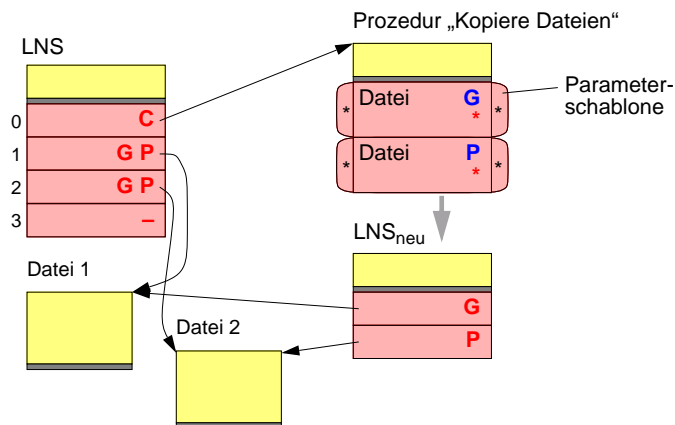 LNS
0 C
1 G P
2 G P
3 –
Prozedur „Kopiere Dateien“
* Datei G * *
* Datei P * *
Parameter-
schablone
LNSneu
G
P
Datei 1
Datei 2